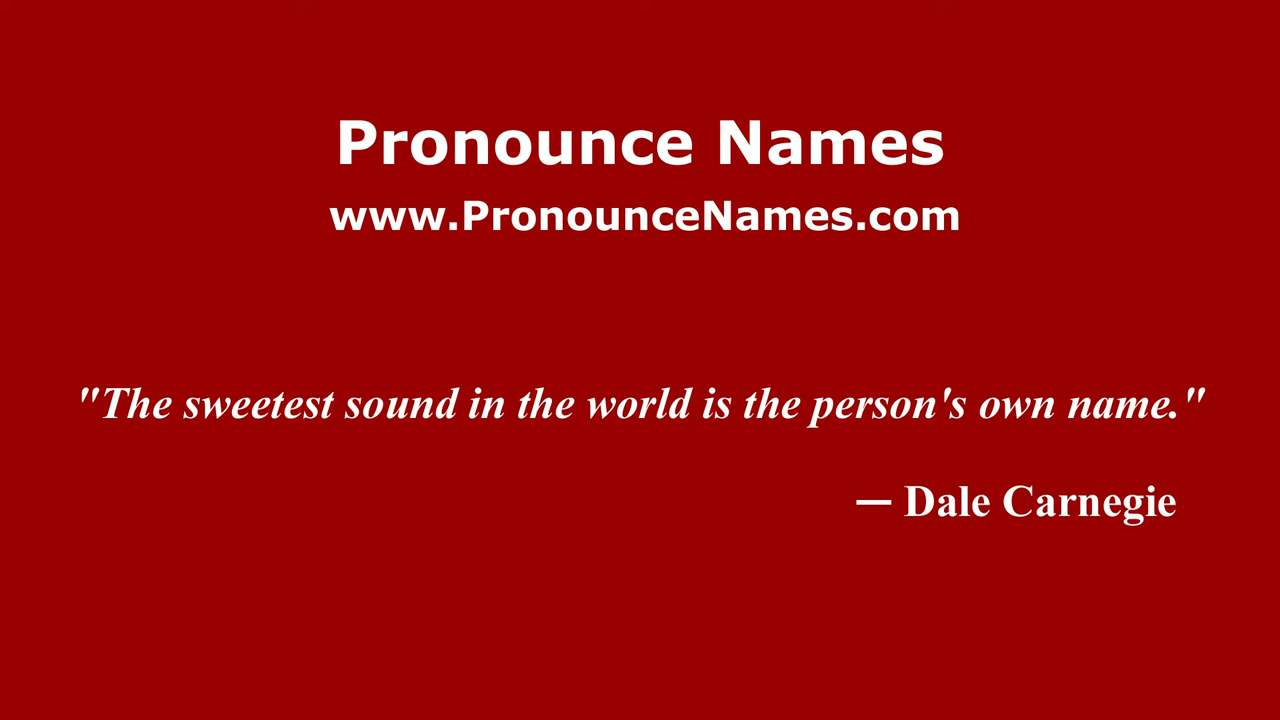 Pronounce Names
www.PronounceNames.com
"The sweetest sound in the world is the person's own name."
— Dale Carnegie